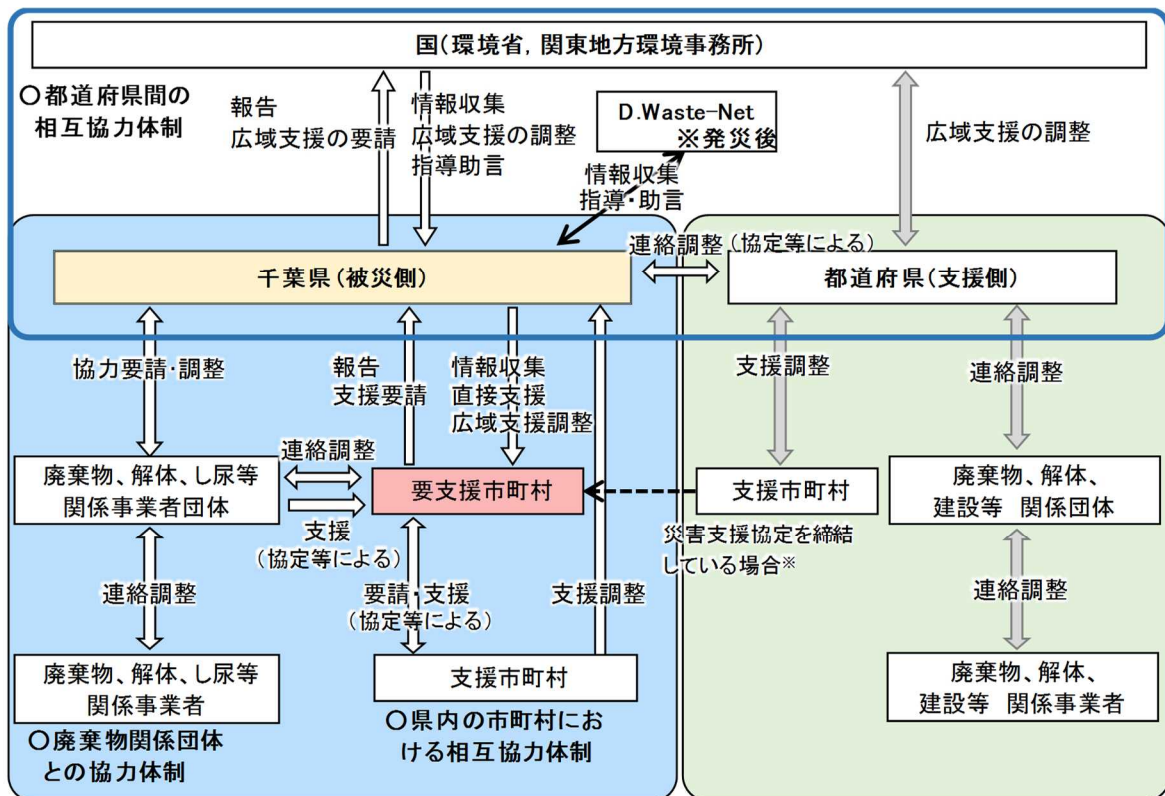 国(環境省, 関東地方環境事務所)
○都道府県間の
相互協力体制
報告
広域支援の要請
情報収集
広域支援の調整
指導助言
D.Waste-Net
※発災後
情報収集
指導・助言
広域支援の調整
千葉県(被災側)
連絡調整(協定等による)
都道府県(支援側)
協力要請・調整
報告
支援要請
情報収集
直接支援
広域支援調整
支援調整
連絡調整
廃棄物、解体、し尿等
関係事業者団体
連絡調整
支援
(協定等による)
要支援市町村
支援市町村
災害支援協定を締結
している場合※
廃棄物、解体、
建設等 関係団体
連絡調整
要請・支援
(協定等による)
支援調整
連絡調整
廃棄物、解体、し尿等
関係事業者
支援市町村
廃棄物、解体、
建設等 関係事業者
○廃棄物関係団体
との協力体制
○県内の市町村にお
ける相互協力体制